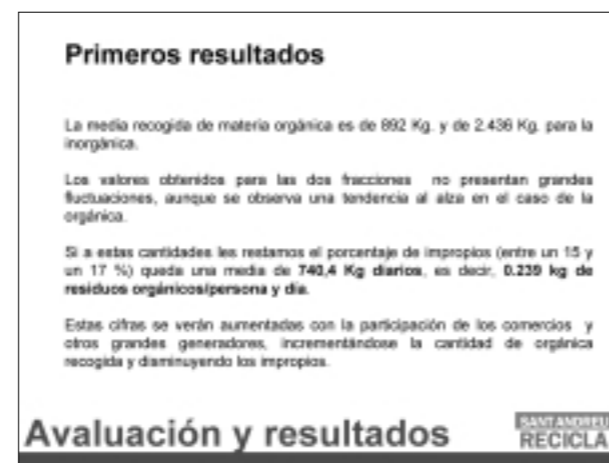 Primeros resultados
La media recogida de materia orgánica es de 892 Kg. y de 2.436 Kg. para la
inorgánica.
Los valores obtenidos para las dos fracciones no presentan grandes
fluctuaciones, aunque se observa una tendencia al alza en el caso de la
orgánica.
Si a estas cantidades les restamos el porcentaje de impropios (entre un 15 y
un 17 %) queda una media de 740,4 Kg diarios, es decir, 0.239 kg de
residuos orgánicos/persona y día.
Estas cifras se verán aumentadas con la participación de los comercios y
otros grandes generadores, incrementándose la cantidad de orgánica
recogida y disminuyendo los impropios.
Avaluación y resultados
SANT ANDREU
RECICLA